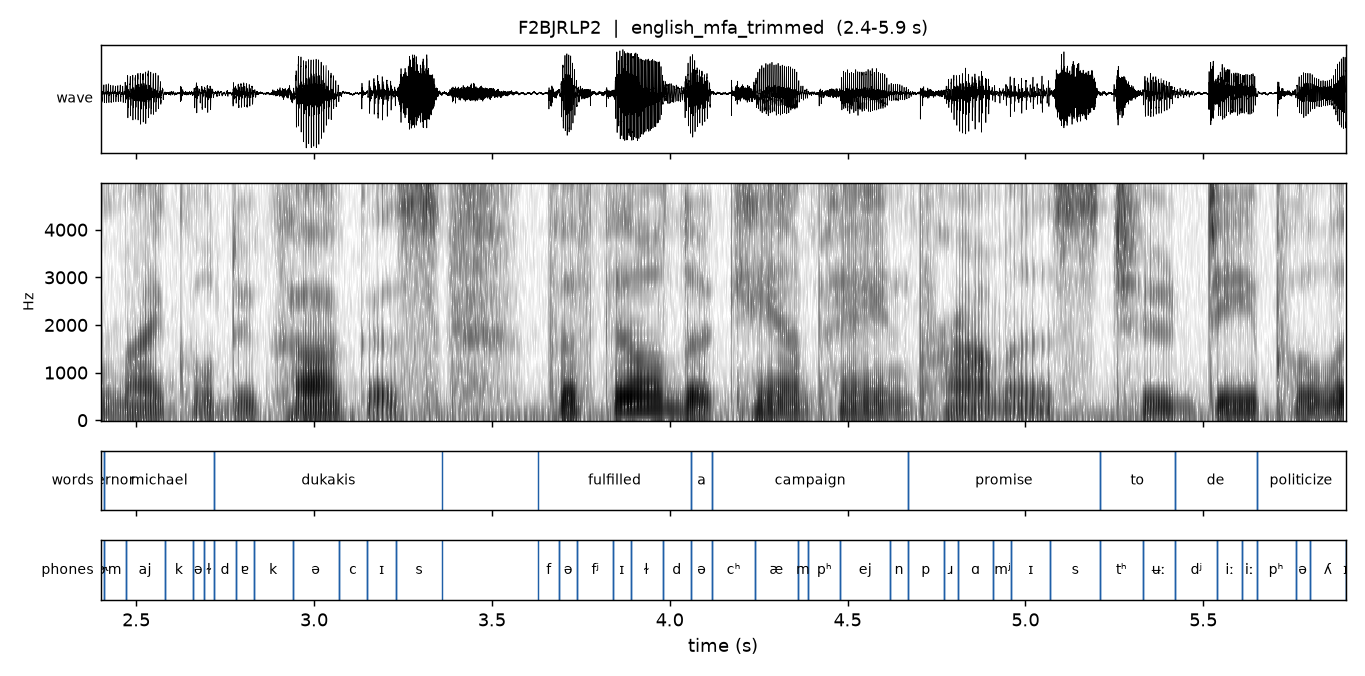 F2BJRLP2 | english_mfa_trimmed (2.4-5.9 s)
wave
Hz
4000
3000
2000
1000
0
words ernor michael dukakis fulfilled a campaign promise to de politicize
phones m aj k ə ɫ d ɐ k ə c ɪ s f ə fʲ ɪ ɫ d ə cʰ æ m pʰ ej n p ɹ ɑ mʲ ɪ s tʰ ʉː dʲ iː iː pʰ ə ʎ
2.5 3.0 3.5 4.0 4.5 5.0 5.5
time (s)